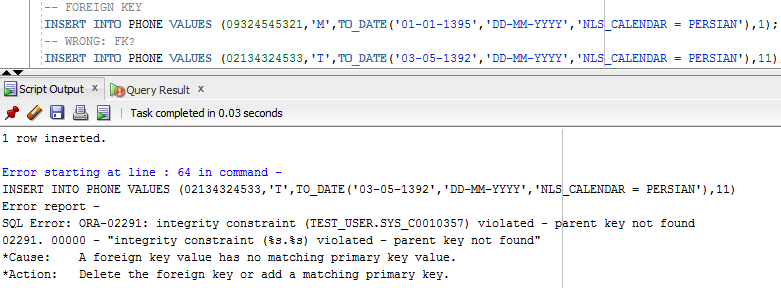 -- FOREIGN KEY
INSERT INTO PHONE VALUES (09324545321,'M',TO_DATE('01-01-1395','DD-MM-YYYY','NLS_CALENDAR = PERSIAN'),1);
-- WRONG: FK?
INSERT INTO PHONE VALUES (02134324533,'T',TO_DATE('03-05-1392','DD-MM-YYYY','NLS_CALENDAR = PERSIAN'),11)
Script Output x Query Result x
Task completed in 0.03 seconds
1 row inserted.
Error starting at line : 64 in command -
INSERT INTO PHONE VALUES (02134324533,'T',TO_DATE('03-05-1392','DD-MM-YYYY','NLS_CALENDAR = PERSIAN'),11)
Error report -
SQL Error: ORA-02291: integrity constraint (TEST_USER.SYS_C0010357) violated - parent key not found
02291. 00000 - "integrity constraint (%s.%s) violated - parent key not found"
*Cause: A foreign key value has no matching primary key value.
*Action: Delete the foreign key or add a matching primary key.